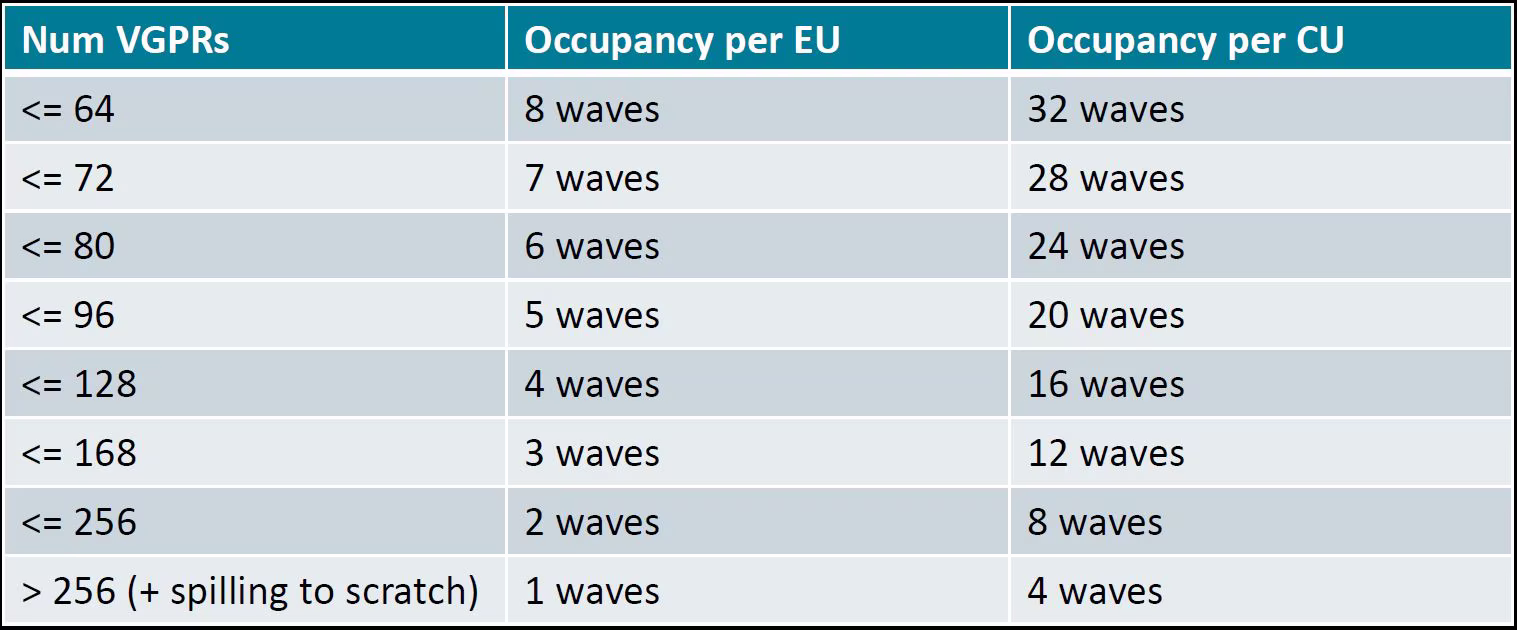 Num VGPRs Occupancy per EU Occupancy per CU
<= 64 8 waves 32 waves
<= 72 7 waves 28 waves
<= 80 6 waves 24 waves
<= 96 5 waves 20 waves
<= 128 4 waves 16 waves
<= 168 3 waves 12 waves
<= 256 2 waves 8 waves
> 256 (+ spilling to scratch) 1 waves 4 waves